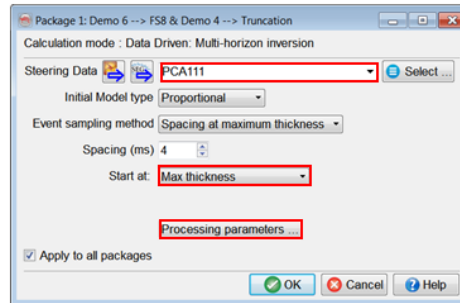 Package 1: Demo 6 --> FS8 & Demo 4 --> Truncation
Calculation mode : Data Driven: Multi-horizon inversion
Steering Data PCA111 Select ...
Initial Model type Proportional
Event sampling method Spacing at maximum thickness
Spacing (ms) 4
Start at: Max thickness
Processing parameters ...
Apply to all packages
OK Cancel Help